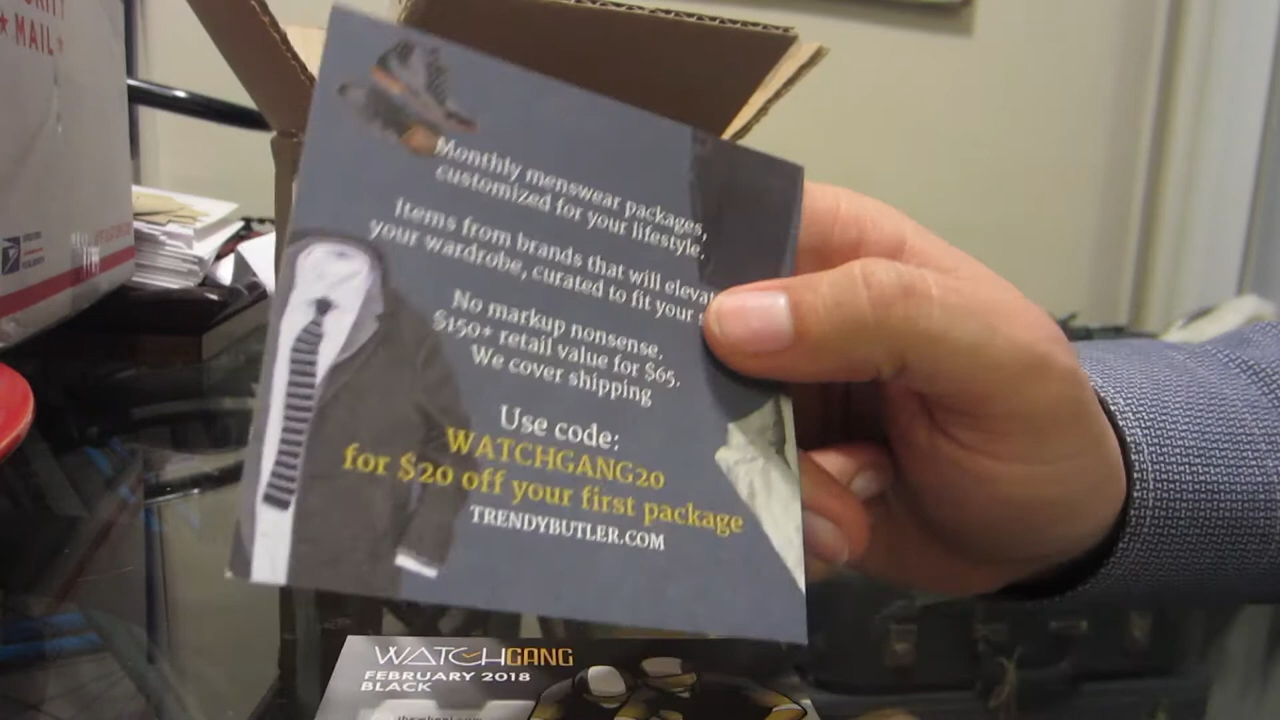 MAIL
Monthly menswear packages,
customized for your lifestyle.
Items from brands that will
your wardrobe, curated to fit your
No markup nonsense.
$150+ retail value for $65.
We cover shipping
Use code:
WATCHGANG20
for $20 off your first package
TRENDYBUTLER.COM
WATCHGANG
FEBRUARY 2018
BLACK